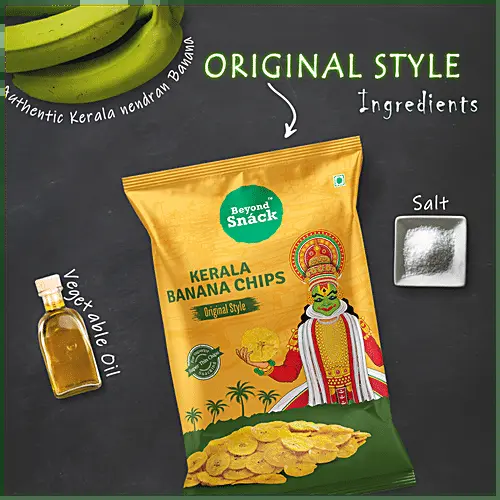 ORIGINAL STYLE
Ingredients
Authentic Kerala nendran Banana
Salt
Vegetable Oil
Beyond
Snack
KERALA
BANANA CHIPS
Original Style